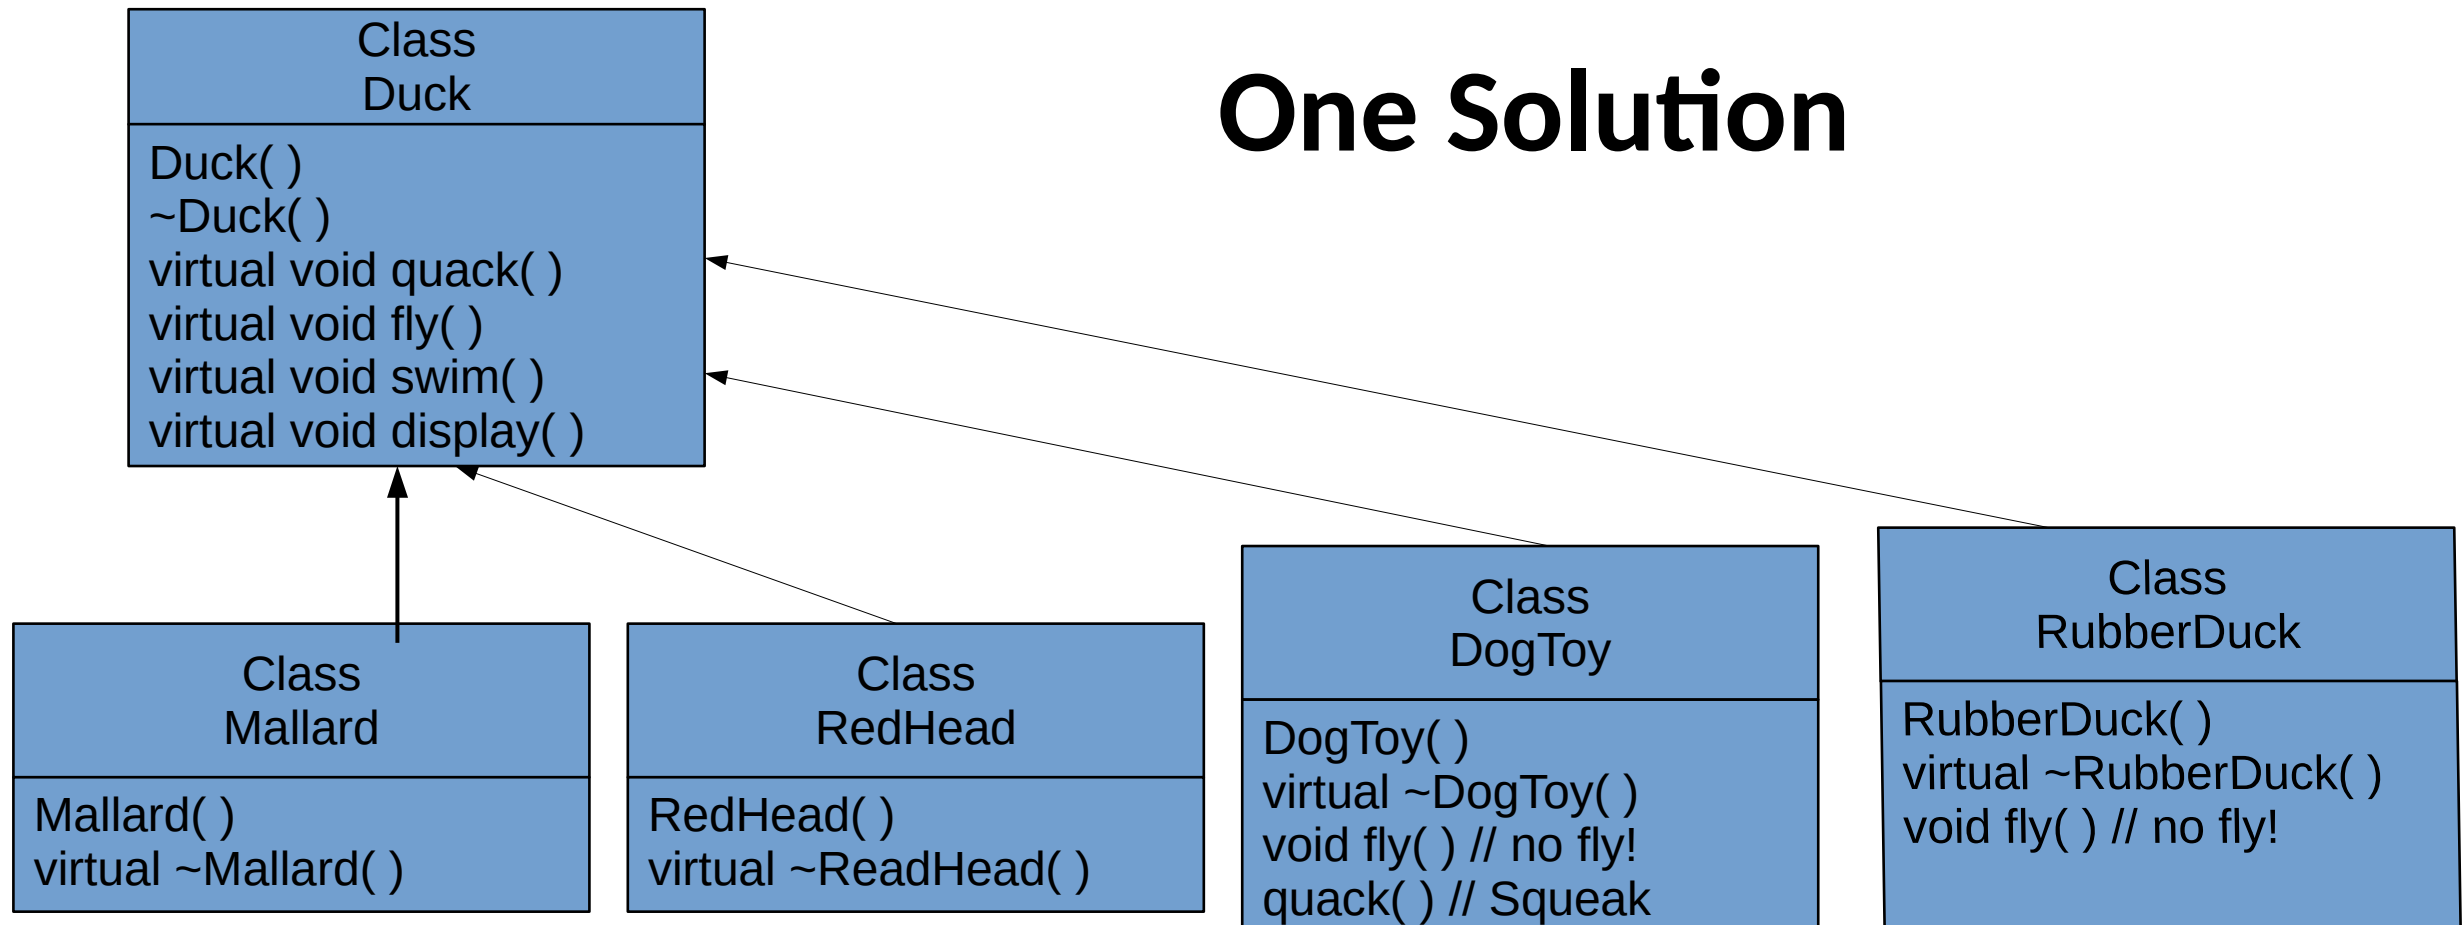 Class
Duck
Duck( )
~Duck( )
virtual void quack( )
virtual void fly( )
virtual void swim( )
virtual void display( )
One Solution
Class
Mallard
Mallard( )
virtual ~Mallard( )
Class
RedHead
RedHead( )
virtual ~ReadHead( )
Class
DogToy
DogToy( )
virtual ~DogToy( )
void fly( ) // no fly!
quack( ) // Squeak
Class
RubberDuck
RubberDuck( )
virtual ~RubberDuck( )
void fly( ) // no fly!